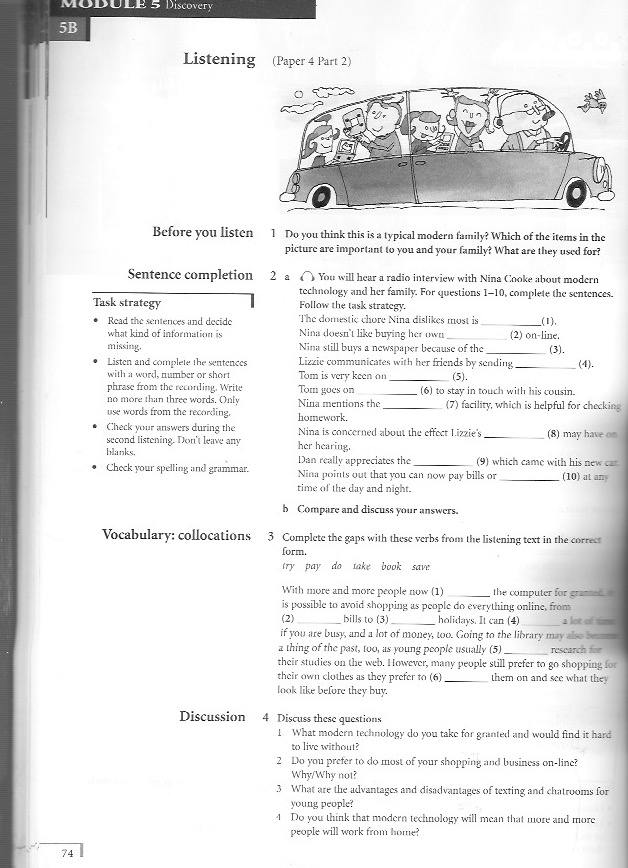 MODULE 5 Discovery
5B
Listening (Paper 4 Part 2)
Before you listen
1 Do you think this is a typical modern family? Which of the items in the
picture are important to you and your family? What are they used for?
Sentence completion
Task strategy
• Read the sentences and decide
what kind of information is
missing.
• Listen and complete the sentences
with a word, number or short
phrase from the recording. Write
no more than three words. Only
use words from the recording.
• Check your answers during the
second listening. Don't leave any
blanks.
• Check your spelling and grammar.
2 a You will hear a radio interview with Nina Cooke about modern
technology and her family. For questions 1–10, complete the sentences.
Follow the task strategy.
The domestic chore Nina dislikes most is __________(1).
Nina doesn't like buying her own __________ (2) on-line.
Nina still buys a newspaper because of the __________ (3).
Lizzie communicates with her friends by sending __________ (4).
Tom is very keen on __________ (5).
Tom goes on __________ (6) to stay in touch with his cousin.
Nina mentions the __________ (7) facility, which is helpful for checking
homework.
Nina is concerned about the effect Lizzie's __________ (8) may have on
her hearing.
Dan really appreciates the __________ (9) which came with his new car.
Nina points out that you can now pay bills or __________ (10) at any
time of the day and night.
b Compare and discuss your answers.
Vocabulary: collocations
3 Complete the gaps with these verbs from the listening text in the correct
form.
try pay do take book save
With more and more people now (1) _______ the computer for granted, it
is possible to avoid shopping as people do everything online, from
(2) _______ bills to (3) _______ holidays. It can (4) _______ a lot of time
if you are busy, and a lot of money, too. Going to the library may also become
a thing of the past, too, as young people usually (5) _______ research for
their studies on the web. However, many people still prefer to go shopping for
their own clothes as they prefer to (6) _______ them on and see what they
look like before they buy.
Discussion
4 Discuss these questions
1 What modern technology do you take for granted and would find it hard
to live without?
2 Do you prefer to do most of your shopping and business on-line?
Why/Why not?
3 What are the advantages and disadvantages of texting and chatrooms for
young people?
4 Do you think that modern technology will mean that more and more
people will work from home?
74